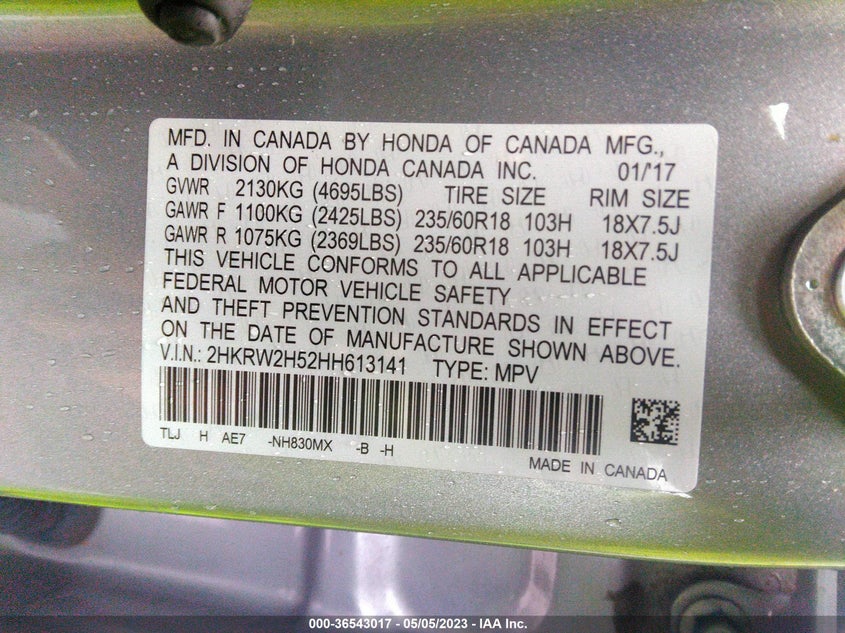 MFD. IN CANADA BY HONDA OF CANADA MFG.,
A DIVISION OF HONDA CANADA INC. 01/'17
GVWR 2130KG (4695LBS) TIRE SIZE RIM SIZE
GAWR F 1100KG (2425LBS) 235/60R18 103H 18X7.5J
GAWR R 1075KG (2369LBS) 235/60R18 103H 18X7.5J
THIS VEHICLE CONFORMS TO ALL APPLICABLE
FEDERAL MOTOR VEHICLE SAFETY
AND THEFT PREVENTION STANDARDS IN EFFECT
ON THE DATE OF MANUFACTURE SHOWN ABOVE.
V.I.N.: 2HKRW2H52HH613141 TYPE: MPV
TLJ H AE7 -NH830MX -B -H
MADE IN CANADA
000-36543017 - 05/05/2023 - IAA Inc.